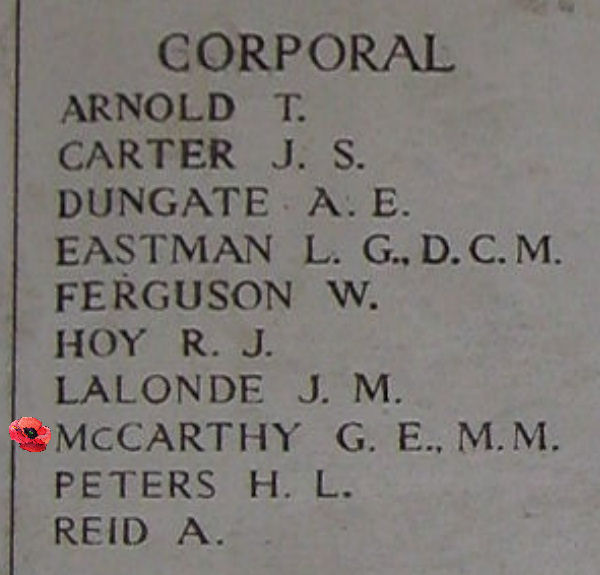 CORPORAL
ARNOLD T.
CARTER J. S.
DUNGATE A. E.
EASTMAN L. G., D.C.M.
FERGUSON W.
HOY R. J.
LALONDE J. M.
McCARTHY G. E., M.M.
PETERS H. L.
REID A.